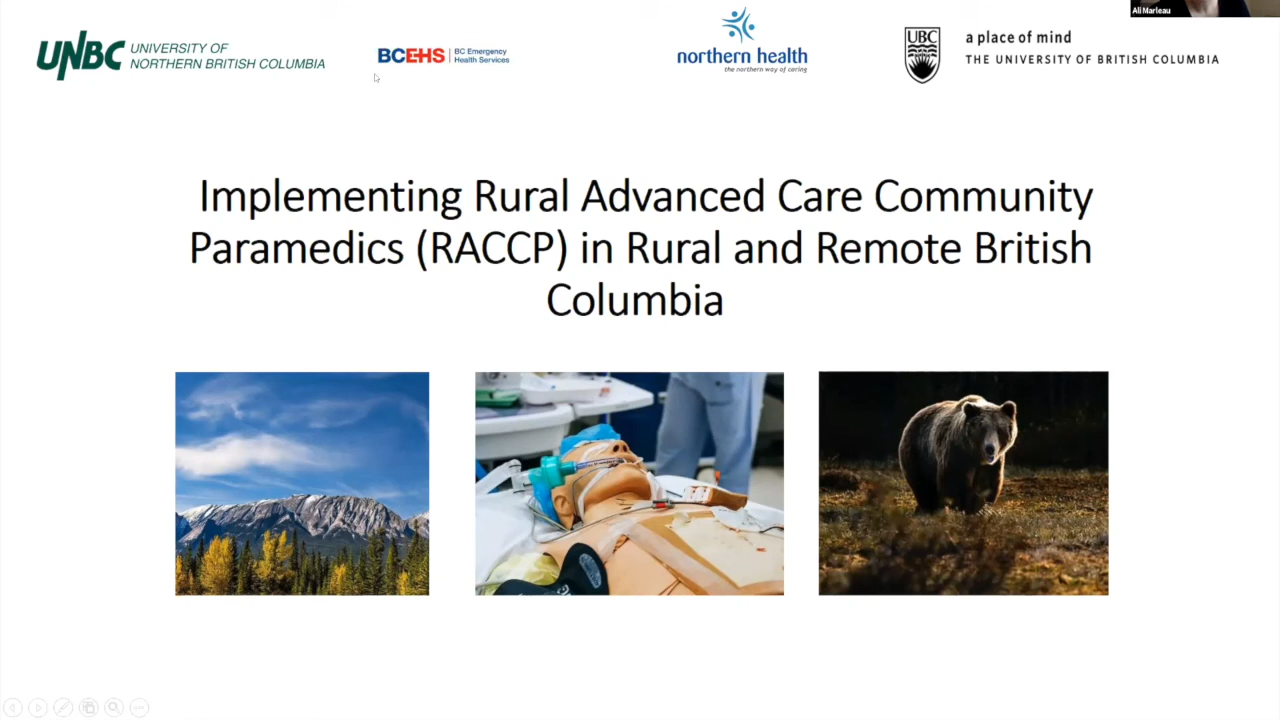 Ali Marleau
UNBC UNIVERSITY OF
NORTHERN BRITISH COLUMBIA
BCEHS BC Emergency
Health Services
northern health
the northern way of caring
UBC
a place of mind
THE UNIVERSITY OF BRITISH COLUMBIA
Implementing Rural Advanced Care Community
Paramedics (RACCP) in Rural and Remote British
Columbia